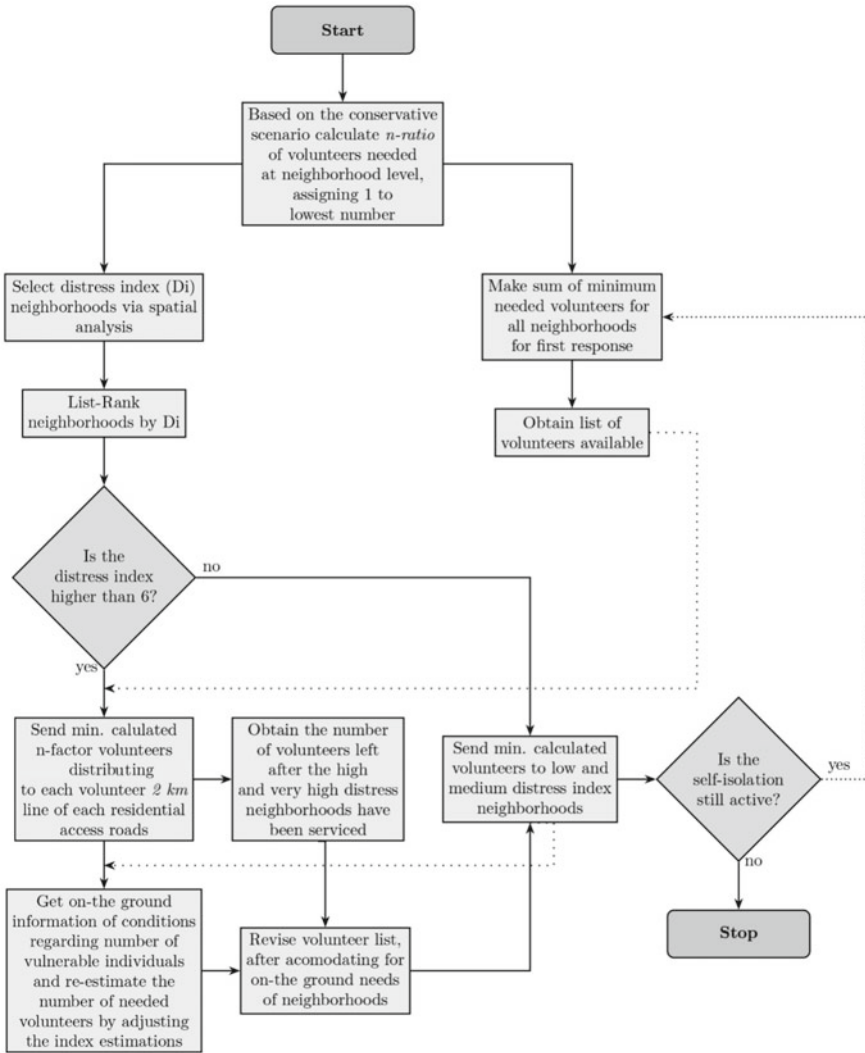 Start
Based on the conservative
scenario calculate n-ratio
of volunteers needed
at neighborhood level,
assigning 1 to
lowest number
Select distress index (Di)
neighborhoods via spatial
analysis
Make sum of minimum
needed volunteers for
all neighborhoods
for first response
List-Rank
neighborhoods by Di
Obtain list of
volunteers available
Is the
distress index
higher than 6?
no
yes
Send min. calulated
n-factor volunteers
distributing
to each volunteer 2 km
line of each residential
access roads
Obtain the number
of volunteers left
after the high
and very high distress
neighborhoods have
been serviced
Send min. calculated
volunteers to low and
medium distress index
neighborhoods
Is the
self-isolation
still active?
yes
no
Get on-the ground
information of conditions
regarding number of
vulnerable individuals
and re-estimate the
number of needed
volunteers by adjusting
the index estimations
Revise volunteer list,
after acomodating for
on-the ground needs
of neighborhoods
Stop